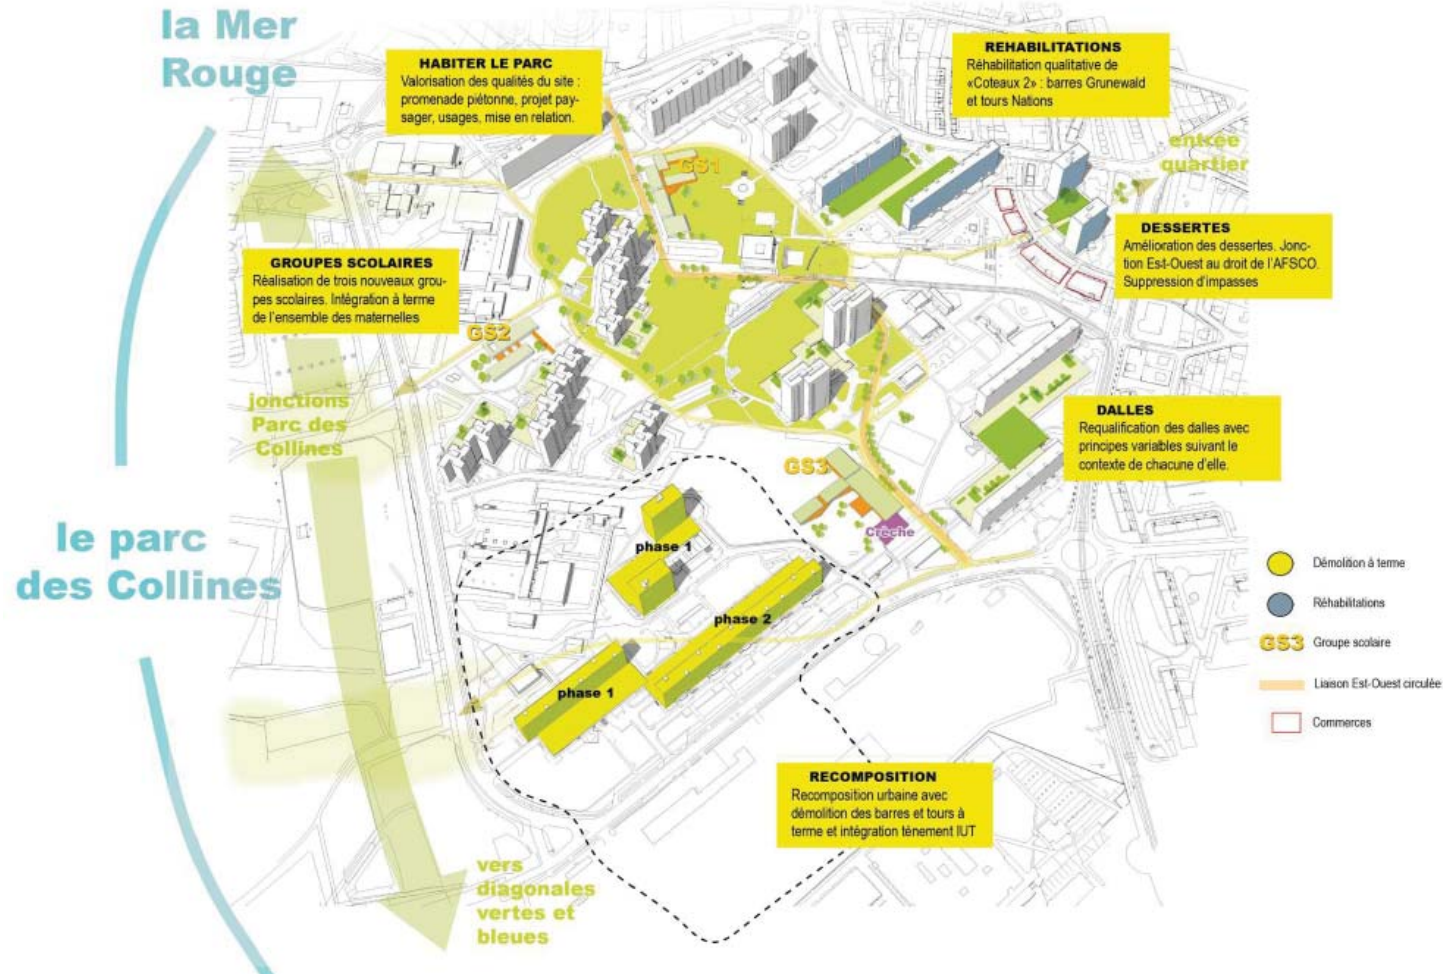 la Mer
Rouge
HABITER LE PARC
Valorisation des qualités du site :
promenade piétonne, projet pay-
sager, usages, mise en relation.
REHABILITATIONS
Réhabilitation qualitative de
«Coteaux 2» : barres Grunewald
et tours Nations
entrée
quartier
GS1
DESSERTES
Amélioration des dessertes. Jonc-
tion Est-Ouest au droit de l'AFSCO.
Suppression d'impasses
GROUPES SCOLAIRES
Réalisation de trois nouveaux grou-
pes scolaires. Intégration à terme
de l'ensemble des maternelles
GS2
jonctions
Parc des
Collines
DALLES
Requalification des dalles avec
principes variables suivant le
contexte de chacune d'elle.
GS3
Crèche
le parc
des Collines
phase 1
phase 2
phase 1
Démolition à terme
Réhabilitations
GS3 Groupe scolaire
Liaison Est-Ouest circulée
Commerces
RECOMPOSITION
Recomposition urbaine avec
démolition des barres et tours à
terme et intégration tènement IUT
vers
diagonales
vertes et
bleues